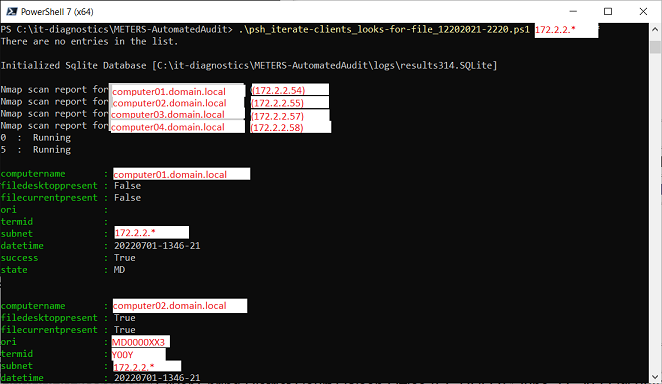 PowerShell 7 (x64)
PS C:\it-diagnostics\METERS-AutomatedAudit> .\psh_iterate-clients_looks-for-file_12202021-2220.ps1 172.2.2.*
There are no entries in the list.
Initialized Sqlite Database [C:\it-diagnostics\METERS-AutomatedAudit\logs\results314.SQLite]
Nmap scan report for computer01.domain.local (172.2.2.54)
Nmap scan report for computer02.domain.local (172.2.2.55)
Nmap scan report for computer03.domain.local (172.2.2.57)
Nmap scan report for computer04.domain.local (172.2.2.58)
0 : Running
5 : Running
computername : computer01.domain.local
filedesktoppresent : False
filecurrentpresent : False
ori :
termid :
subnet : 172.2.2.*
datetime : 20220701-1346-21
success : True
state : MD
computername : computer02.domain.local
filedesktoppresent : True
filecurrentpresent : True
ori : MD0000XX3
termid : Y00Y
subnet : 172.2.2.*
datetime : 20220701-1346-21